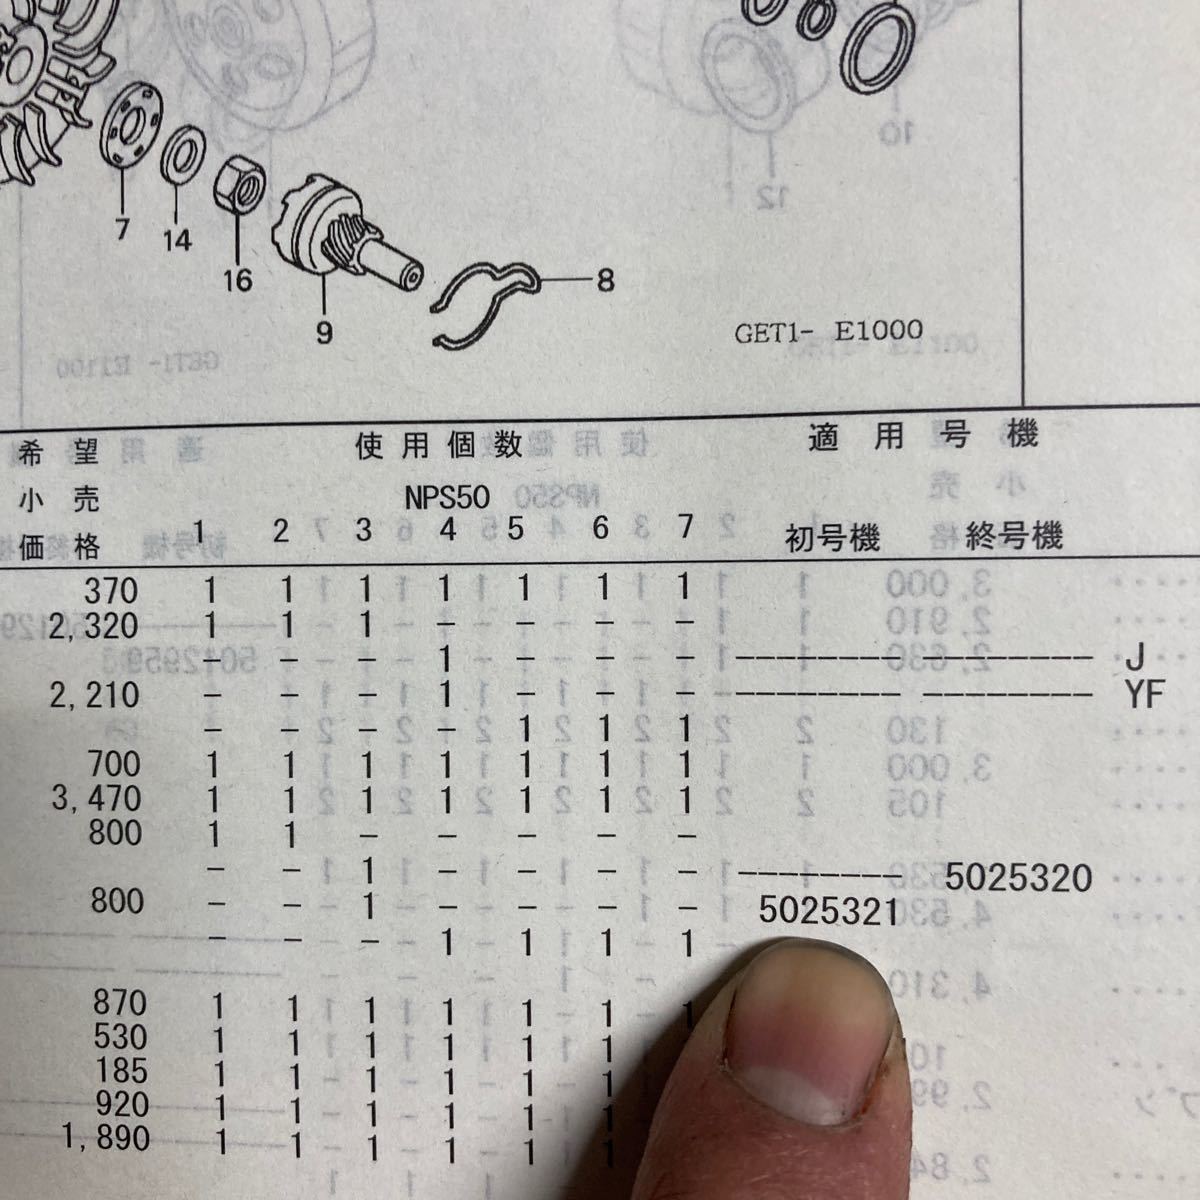 7
14
16
9
8
GET1- E1000
希望 使用個数 適用号機
小売 NPS50
価格 1 2 3 4 5 6 7 初号機 終号機
370 1 1 1 1 1 1 1
2,320 1 1 1 - - - -
- - - 1 - - - --------- --------- J
2,210 - - - 1 - - - --------- --------- YF
- - - - 1 1 1
700 1 1 1 1 1 1 1
3,470 1 1 1 1 1 1 1
800 1 1 - - - - -
- - 1 - - - - --------- 5025320
800 - - 1 - - - - 5025321
- - - 1 1 1 1
870 1 1 1 1 1 1 1
530 1 1 1 1 1 1
185 1 1 1 1 1 1
920 1 1 1 1 1 1
1,890 1 1 1 1 1 1